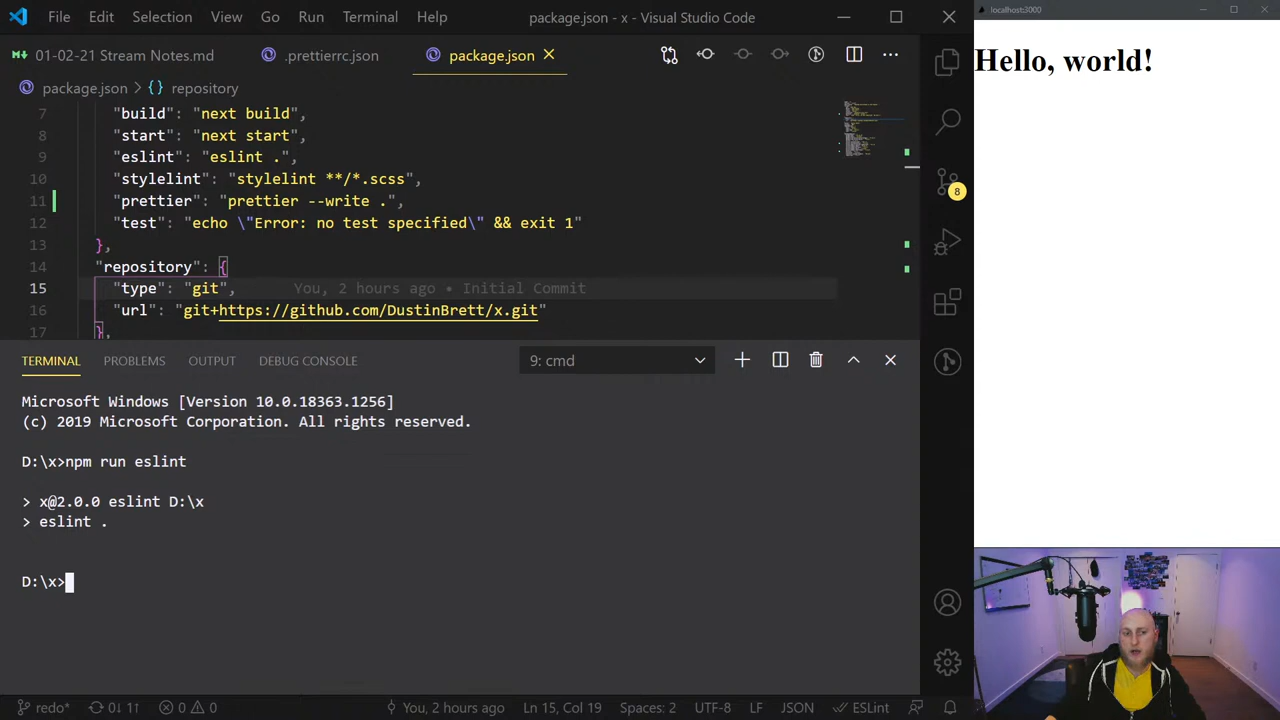 File Edit Selection View Go Run Terminal Help
package.json - x - Visual Studio Code
localhost:3000
01-02-21 Stream Notes.md
.prettierrc.json
package.json
package.json
repository
7 "build": "next build",
8 "start": "next start",
9 "eslint": "eslint .",
10 "stylelint": "stylelint **/*.scss",
11 "prettier": "prettier --write .",
12 "test": "echo \"Error: no test specified\" && exit 1"
13 },
14 "repository": {
15 "type": "git", You, 2 hours ago • Initial Commit
16 "url": "git+https://github.com/DustinBrett/x.git"
17 },
TERMINAL PROBLEMS OUTPUT DEBUG CONSOLE
9: cmd
Microsoft Windows [Version 10.0.18363.1256]
(c) 2019 Microsoft Corporation. All rights reserved.
D:\x>npm run eslint
> x@2.0.0 eslint D:\x
> eslint .
D:\x>
8
redo* 0↓ 1↑ 0 0
You, 2 hours ago
Ln 15, Col 19
Spaces: 2
UTF-8
LF
JSON
ESLint
Hello, world!